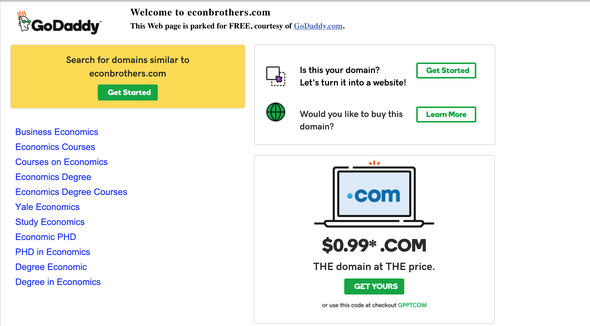 GoDaddy
Welcome to econbrothers.com
This Web page is parked for FREE, courtesy of GoDaddy.com.
Search for domains similar to
econbrothers.com
Get Started
Business Economics
Economics Courses
Courses on Economics
Economics Degree
Economics Degree Courses
Yale Economics
Study Economics
Economic PHD
PHD in Economics
Degree Economic
Degree in Economics
Is this your domain?
Let's turn it into a website!
Get Started
Would you like to buy this
domain?
Learn More
.com
$0.99* .COM
THE domain at THE price.
GET YOURS
or use this code at checkout GPPTCOM